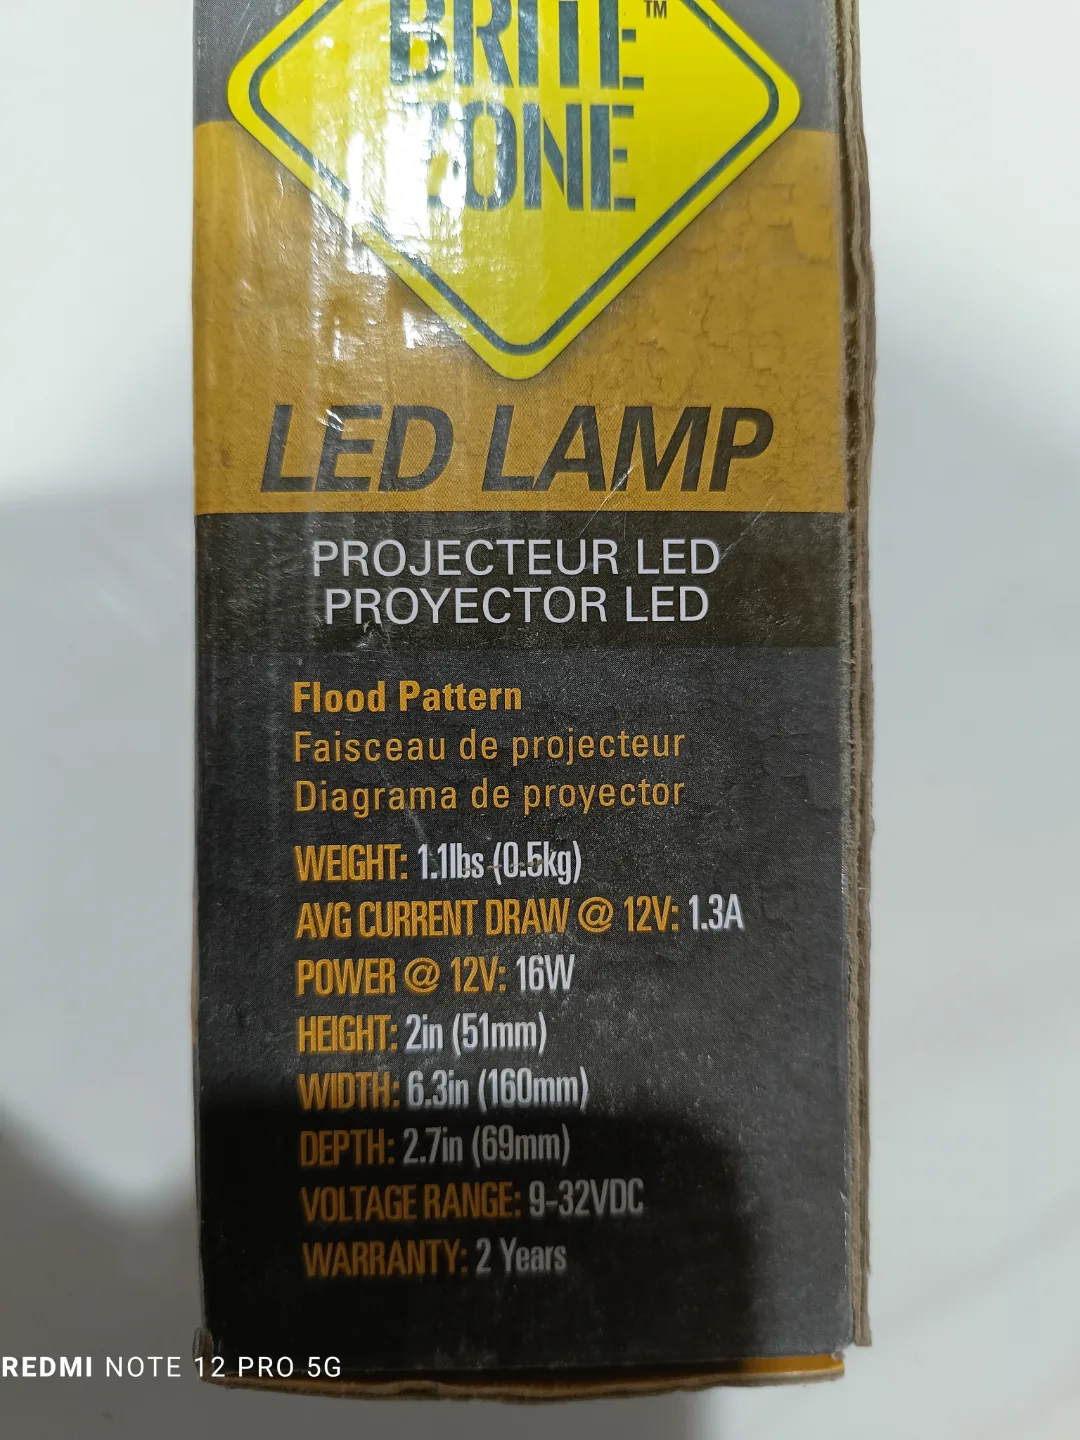 BRITE™
ZONE
LED LAMP
PROJECTEUR LED
PROYECTOR LED
Flood Pattern
Faisceau de projecteur
Diagrama de proyector
WEIGHT: 1.1lbs (0.5kg)
AVG CURRENT DRAW @ 12V: 1.3A
POWER @ 12V: 16W
HEIGHT: 2in (51mm)
WIDTH: 6.3in (160mm)
DEPTH: 2.7in (69mm)
VOLTAGE RANGE: 9-32VDC
WARRANTY: 2 Years
REDMI NOTE 12 PRO 5G